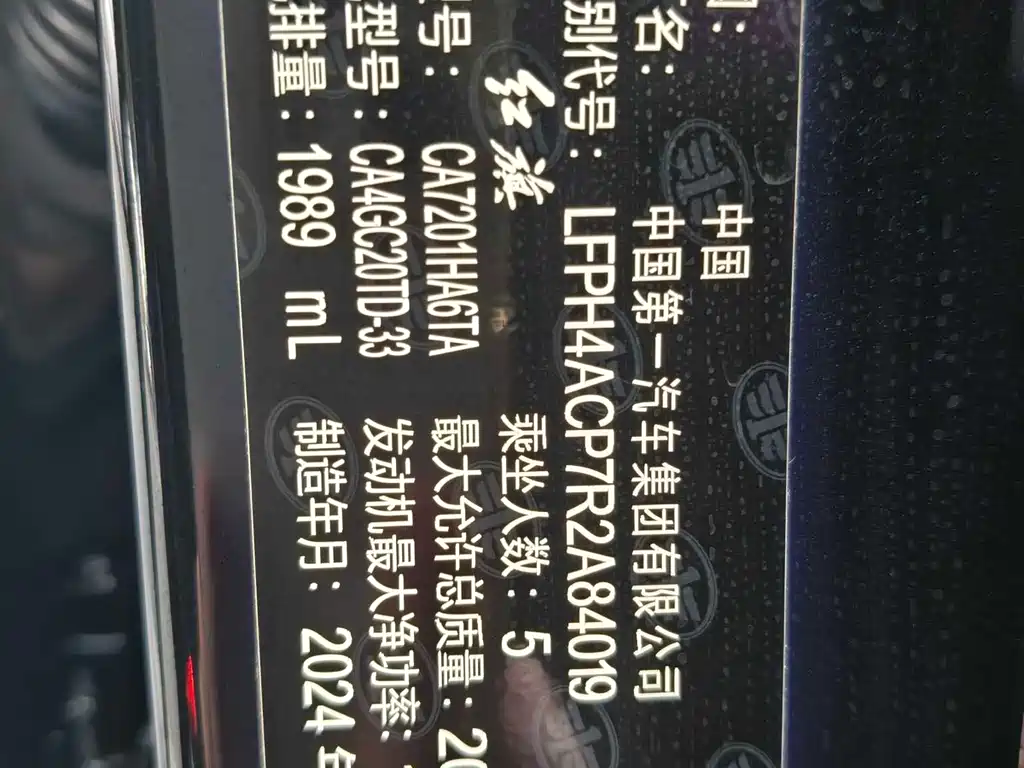 中国
名：中国第一汽车集团有限公司
别代号：LFPH4ACP7R2A84019
红旗 乘坐人数：5
号：CA7201HA6TA 最大允许总质量：20
型号：CA4GC20TD-33 发动机最大净功率：
排量：1989 mL 制造年月：2024